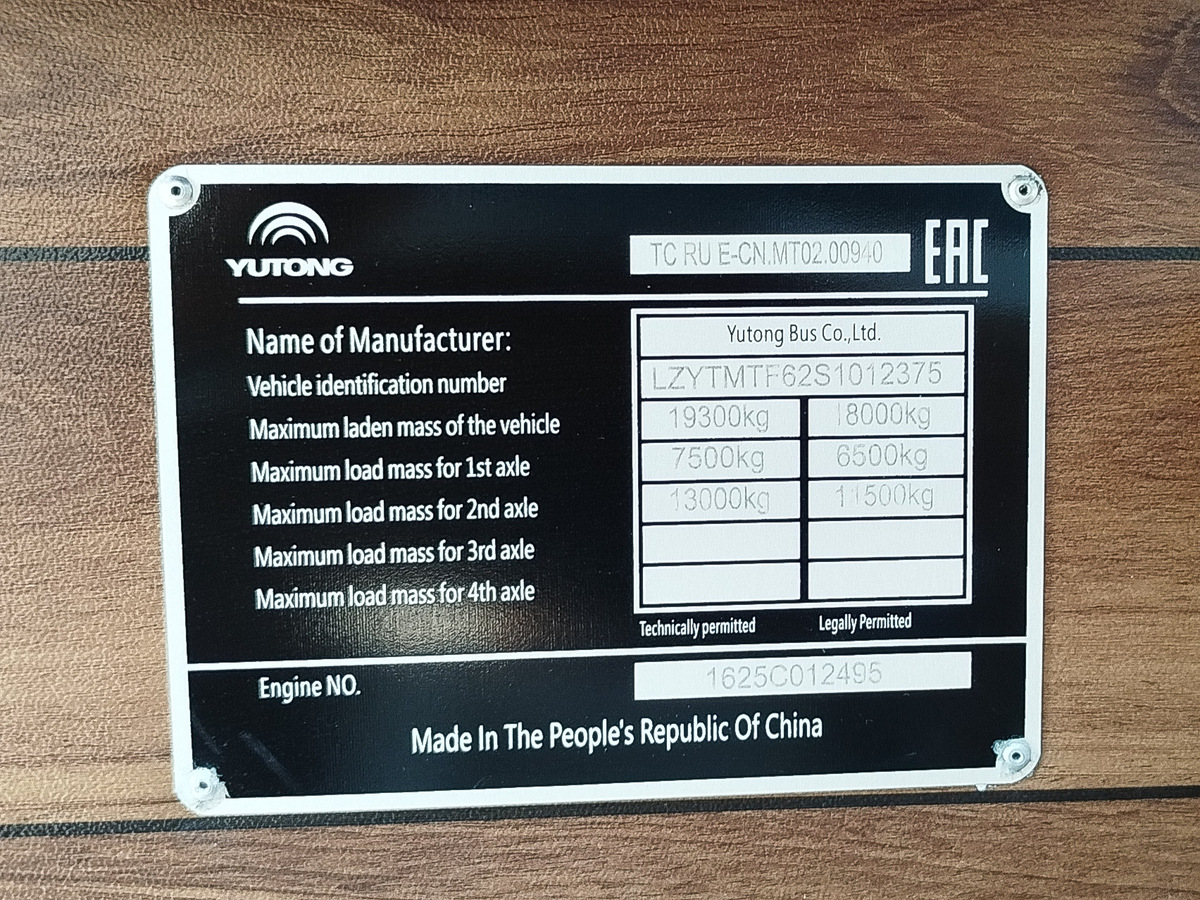 YUTONG
TC RU E-CN.MT02.00940
EAC
Name of Manufacturer: Yutong Bus Co.,Ltd.
Vehicle identification number LZYTMTF62S1012375
Maximum laden mass of the vehicle 19300kg 18000kg
Maximum load mass for 1st axle 7500kg 6500kg
Maximum load mass for 2nd axle 13000kg 11500kg
Maximum load mass for 3rd axle
Maximum load mass for 4th axle
Technically permitted Legally Permitted
Engine NO. 1625C012495
Made In The People's Republic Of China